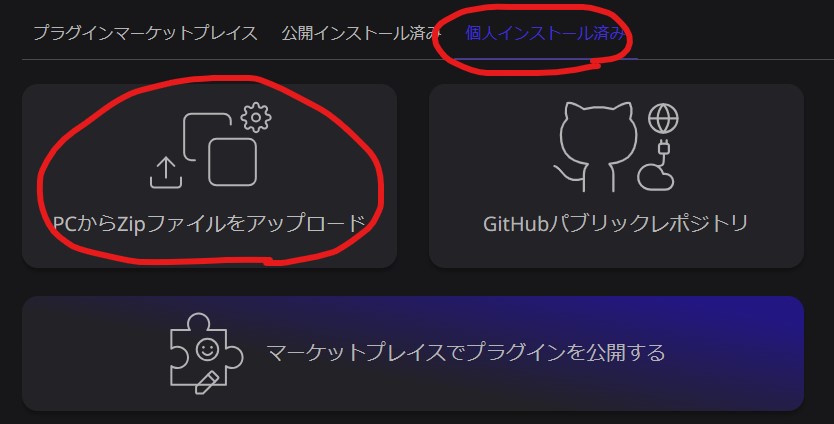 プラグインマーケットプレイス 公開インストール済み 個人インストール済み
PCからZipファイルをアップロード GitHubパブリックレポジトリ
マーケットプレイスでプラグインを公開する